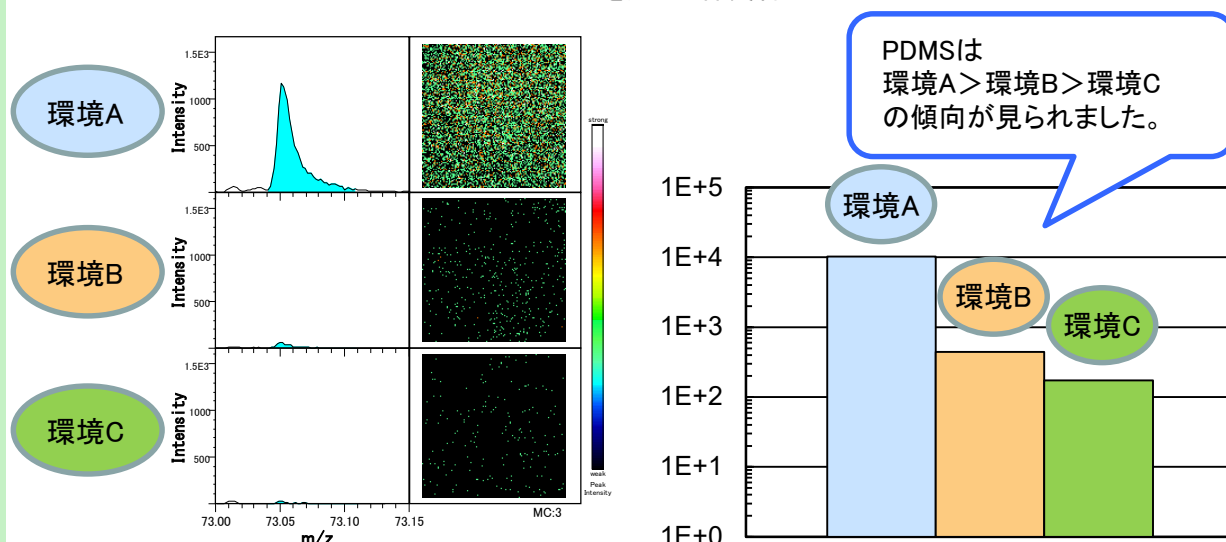 PDMSは
環境A＞環境B＞環境C
の傾向が見られました。
環境A
Intensity
1.5E3
1000
500
strong
環境B
Intensity
1.5E3
1000
500
環境C
Intensity
1.5E3
1000
500
weak
Peak
Intensity
MC:3
73.00 73.05 73.10 73.15
m/z
1E+5
1E+4
1E+3
1E+2
1E+1
1E+0
環境A
環境B
環境C